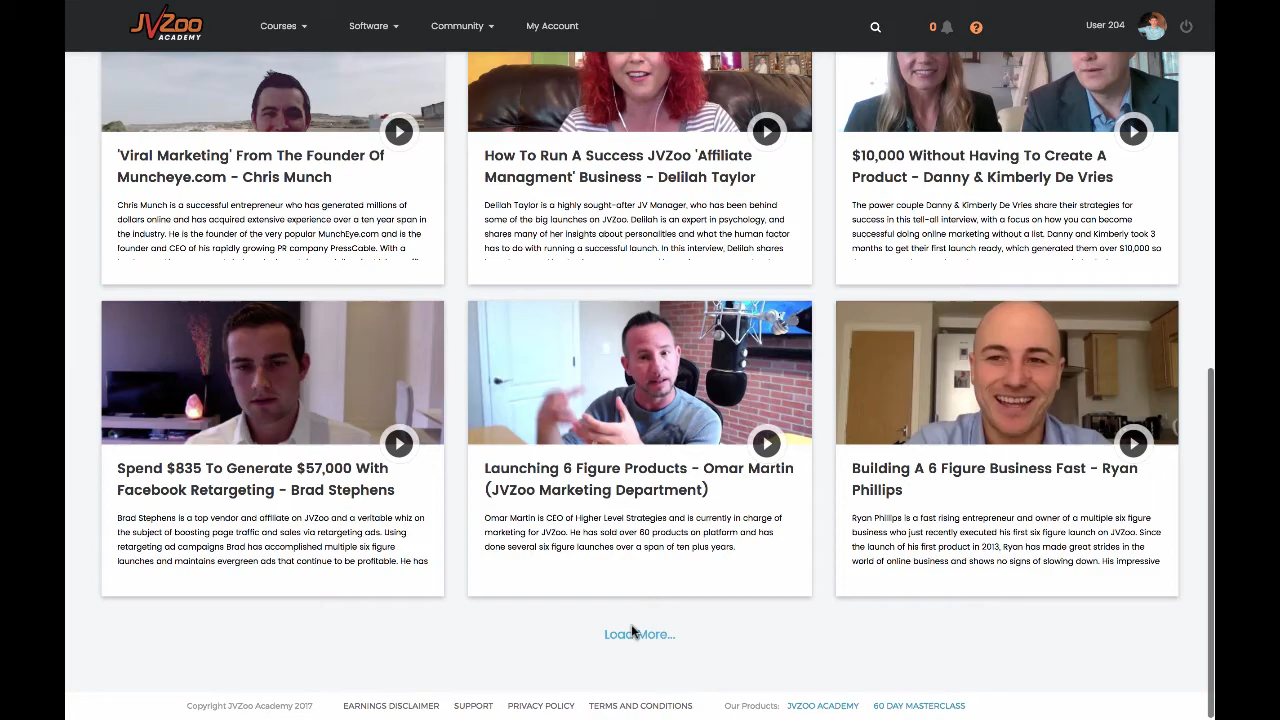 JVZoo
ACADEMY
Courses
Software
Community
My Account
0
?
User 204
'Viral Marketing' From The Founder Of
Muncheye.com - Chris Munch
Chris Munch is a successful entrepreneur who has generated millions of
dollars online and has acquired extensive experience over a ten year span in
the industry. He is the founder of the very popular MunchEye.com and is the
founder and CEO of his rapidly growing PR company PressCable. With a
How To Run A Success JVZoo 'Affiliate
Managment' Business - Delilah Taylor
Delilah Taylor is a highly sought-after JV Manager, who has been behind
some of the big launches on JVZoo. Delilah is an expert in psychology, and
shares many of her insights about personalities and what the human factor
has to do with running a successful launch. In this interview, Delilah shares
$10,000 Without Having To Create A
Product - Danny & Kimberly De Vries
The power couple Danny & Kimberly De Vries share their strategies for
success in this tell-all interview, with a focus on how you can become
successful doing online marketing without a list. Danny and Kimberly took 3
months to get their first launch ready, which generated them over $10,000 so
Spend $835 To Generate $57,000 With
Facebook Retargeting - Brad Stephens
Brad Stephens is a top vendor and affiliate on JVZoo and a veritable whiz on
the subject of boosting page traffic and sales via retargeting ads. Using
retargeting ad campaigns Brad has accomplished multiple six figure
launches and maintains evergreen ads that continue to be profitable. He has
Launching 6 Figure Products - Omar Martin
(JVZoo Marketing Department)
Omar Martin is CEO of Higher Level Strategies and is currently in charge of
marketing for JVZoo. He has sold over 60 products on platform and has
done several six figure launches over a span of ten plus years.
Building A 6 Figure Business Fast - Ryan
Phillips
Ryan Phillips is a fast rising entrepreneur and owner of a multiple six figure
business who just recently executed his first six figure launch on JVZoo. Since
the launch of his first product in 2013, Ryan has made great strides in the
world of online business and shows no signs of slowing down. His impressive
Load More...
Copyright JVZoo Academy 2017
EARNINGS DISCLAIMER
SUPPORT
PRIVACY POLICY
TERMS AND CONDITIONS
Our Products:
JVZOO ACADEMY
60 DAY MASTERCLASS